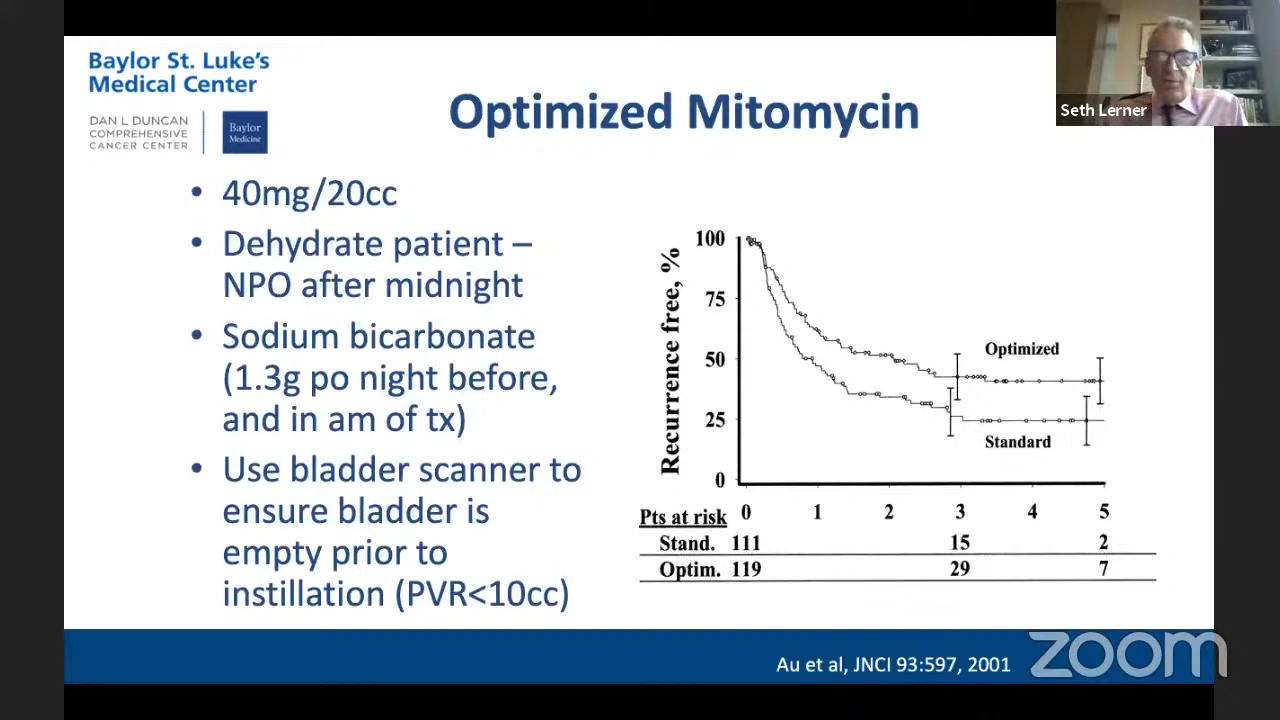 Baylor St. Luke's
Medical Center
DAN L DUNCAN
COMPREHENSIVE
CANCER CENTER
Baylor
Medicine
Optimized Mitomycin
Seth Lerner
• 40mg/20cc
• Dehydrate patient –
NPO after midnight
• Sodium bicarbonate
(1.3g po night before,
and in am of tx)
• Use bladder scanner to
ensure bladder is
empty prior to
instillation (PVR<10cc)
Recurrence free, %
100
75
50
25
0
Optimized
Standard
Pts at risk 0 1 2 3 4 5
Stand. 111 15 2
Optim. 119 29 7
Au et al, JNCI 93:597, 2001
zoom